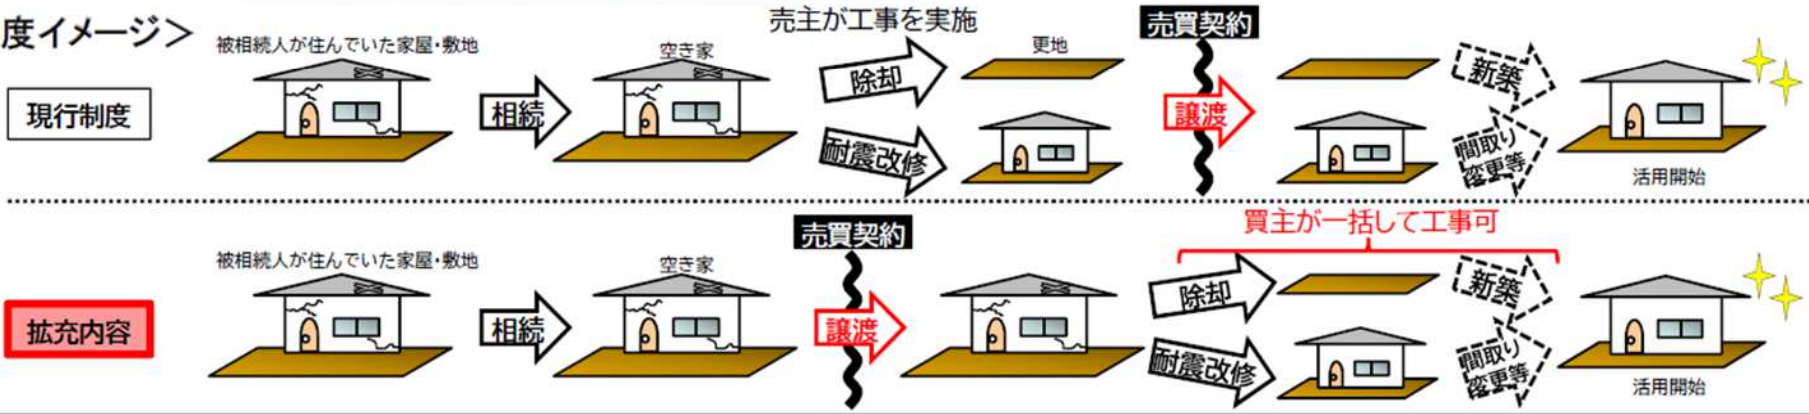 度イメージ＞
売主が工事を実施
売買契約
被相続人が住んでいた家屋・敷地
空き家
更地
現行制度
相続
除却
耐震改修
譲渡
新築
間取り
変更等
活用開始
買主が一括して工事可
売買契約
被相続人が住んでいた家屋・敷地
空き家
拡充内容
相続
譲渡
除却
耐震改修
新築
間取り
変更等
活用開始